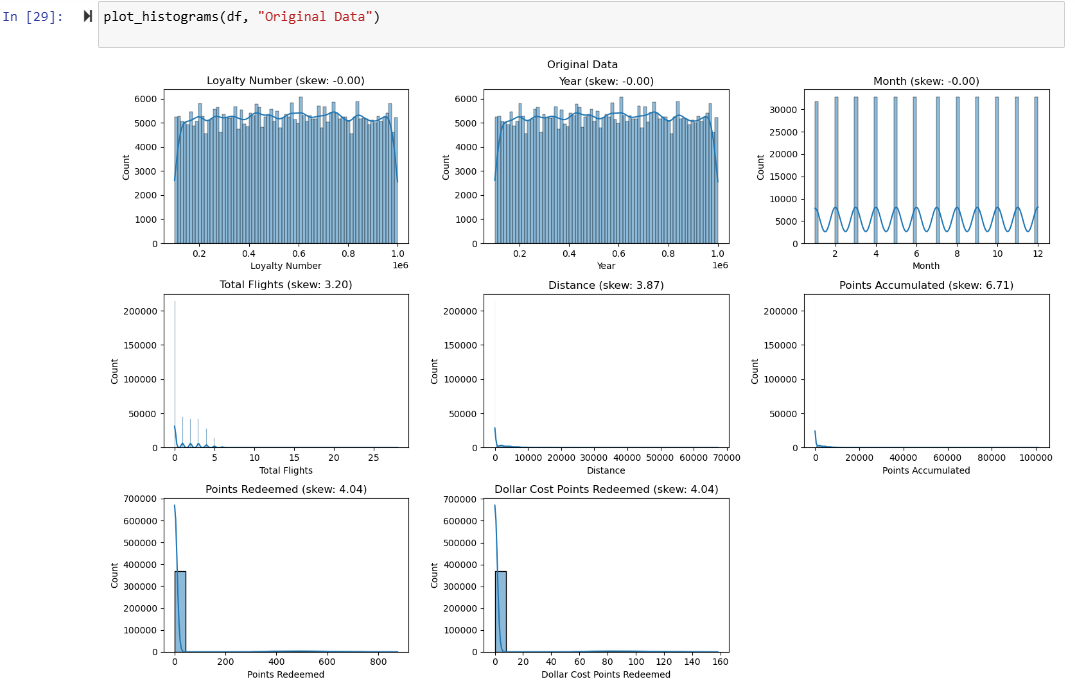 In [29]: plot_histograms(df, "Original Data")
Original Data
Loyalty Number (skew: -0.00)
6000
5000
4000
3000
2000
1000
0
Count
0.2 0.4 0.6 0.8 1.0
1e6
Loyalty Number
Year (skew: -0.00)
6000
5000
4000
3000
2000
1000
0
Count
0.2 0.4 0.6 0.8 1.0
1e6
Year
Month (skew: -0.00)
30000
25000
20000
15000
10000
5000
0
Count
2 4 6 8 10 12
Month
Total Flights (skew: 3.20)
200000
150000
100000
50000
0
Count
0 5 10 15 20 25
Total Flights
Distance (skew: 3.87)
200000
150000
100000
50000
0
Count
0 10000 20000 30000 40000 50000 60000 70000
Distance
Points Accumulated (skew: 6.71)
200000
150000
100000
50000
0
Count
0 20000 40000 60000 80000 100000
Points Accumulated
Points Redeemed (skew: 4.04)
700000
600000
500000
400000
300000
200000
100000
0
Count
0 200 400 600 800
Points Redeemed
Dollar Cost Points Redeemed (skew: 4.04)
700000
600000
500000
400000
300000
200000
100000
0
Count
0 20 40 60 80 100 120 140 160
Dollar Cost Points Redeemed